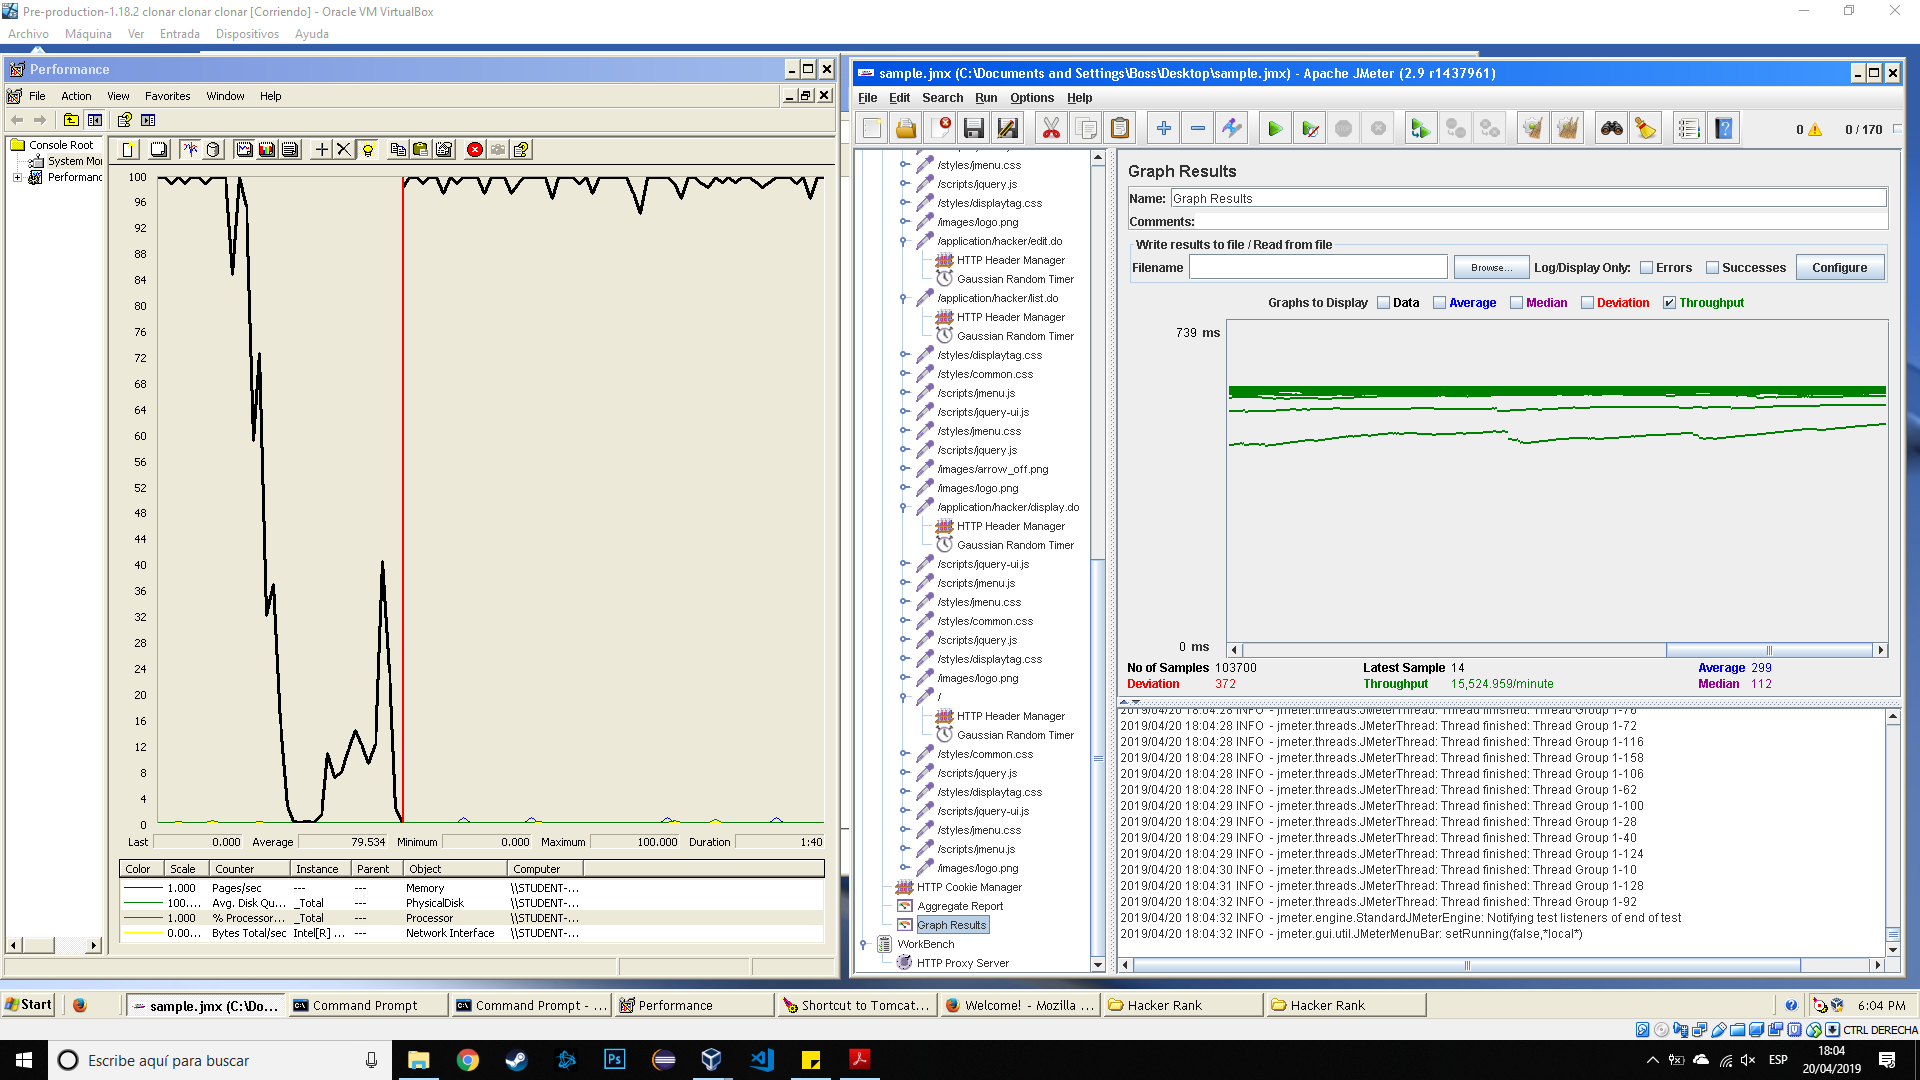 Pre-production-1.18.2 clonar clonar clonar [Corriendo] - Oracle VM VirtualBox
Archivo Máquina Ver Entrada Dispositivos Ayuda
Performance
File Action View Favorites Window Help
Console Root
System Mo
Performanc
100
96
92
88
84
80
76
72
68
64
60
56
52
48
44
40
36
32
28
24
20
16
12
8
4
0
Last 0.000 Average 79.534 Minimum 0.000 Maximum 100.000 Duration 1:40
Color Scale Counter Instance Parent Object Computer
1.000 Pages/sec --- --- Memory \\STUDENT-...
100.... Avg. Disk Qu... _Total --- PhysicalDisk \\STUDENT-...
1.000 % Processor... _Total --- Processor \\STUDENT-...
0.00... Bytes Total/sec Intel[R] ... --- Network Interface \\STUDENT-...
sample.jmx (C:\Documents and Settings\Boss\Desktop\sample.jmx) - Apache JMeter (2.9 r1437961)
File Edit Search Run Options Help
0 0 / 170
/styles/jmenu.css
/scripts/jquery.js
/styles/displaytag.css
/images/logo.png
/application/hacker/edit.do
HTTP Header Manager
Gaussian Random Timer
/application/hacker/list.do
HTTP Header Manager
Gaussian Random Timer
/styles/displaytag.css
/styles/common.css
/scripts/jmenu.js
/scripts/jquery-ui.js
/styles/jmenu.css
/scripts/jquery.js
/images/arrow_off.png
/images/logo.png
/application/hacker/display.do
HTTP Header Manager
Gaussian Random Timer
/scripts/jquery-ui.js
/scripts/jmenu.js
/styles/jmenu.css
/styles/common.css
/scripts/jquery.js
/styles/displaytag.css
/images/logo.png
/
HTTP Header Manager
Gaussian Random Timer
/styles/common.css
/scripts/jquery.js
/styles/displaytag.css
/scripts/jquery-ui.js
/styles/jmenu.css
/scripts/jmenu.js
/images/logo.png
HTTP Cookie Manager
Aggregate Report
Graph Results
WorkBench
HTTP Proxy Server
Graph Results
Name: Graph Results
Comments:
Write results to file / Read from file
Filename Browse... Log/Display Only: Errors Successes Configure
Graphs to Display Data Average Median Deviation Throughput
739 ms
0 ms
No of Samples 103700 Latest Sample 14 Average 299
Deviation 372 Throughput 15,524.959/minute Median 112
2019/04/20 18:04:28 INFO - jmeter.threads.JMeterThread: Thread finished: Thread Group 1-76
2019/04/20 18:04:28 INFO - jmeter.threads.JMeterThread: Thread finished: Thread Group 1-72
2019/04/20 18:04:28 INFO - jmeter.threads.JMeterThread: Thread finished: Thread Group 1-116
2019/04/20 18:04:28 INFO - jmeter.threads.JMeterThread: Thread finished: Thread Group 1-158
2019/04/20 18:04:28 INFO - jmeter.threads.JMeterThread: Thread finished: Thread Group 1-106
2019/04/20 18:04:28 INFO - jmeter.threads.JMeterThread: Thread finished: Thread Group 1-62
2019/04/20 18:04:29 INFO - jmeter.threads.JMeterThread: Thread finished: Thread Group 1-100
2019/04/20 18:04:29 INFO - jmeter.threads.JMeterThread: Thread finished: Thread Group 1-28
2019/04/20 18:04:29 INFO - jmeter.threads.JMeterThread: Thread finished: Thread Group 1-40
2019/04/20 18:04:29 INFO - jmeter.threads.JMeterThread: Thread finished: Thread Group 1-124
2019/04/20 18:04:30 INFO - jmeter.threads.JMeterThread: Thread finished: Thread Group 1-10
2019/04/20 18:04:31 INFO - jmeter.threads.JMeterThread: Thread finished: Thread Group 1-128
2019/04/20 18:04:32 INFO - jmeter.threads.JMeterThread: Thread finished: Thread Group 1-92
2019/04/20 18:04:32 INFO - jmeter.engine.StandardJMeterEngine: Notifying test listeners of end of test
2019/04/20 18:04:32 INFO - jmeter.gui.util.JMeterMenuBar: setRunning(false,*local*)
Start sample.jmx (C:\Do... Command Prompt Command Prompt - ... Performance Shortcut to Tomcat... Welcome! - Mozilla ... Hacker Rank Hacker Rank 6:04 PM
CTRL DERECHA
Escribe aquí para buscar Ps ESP 18:04
20/04/2019